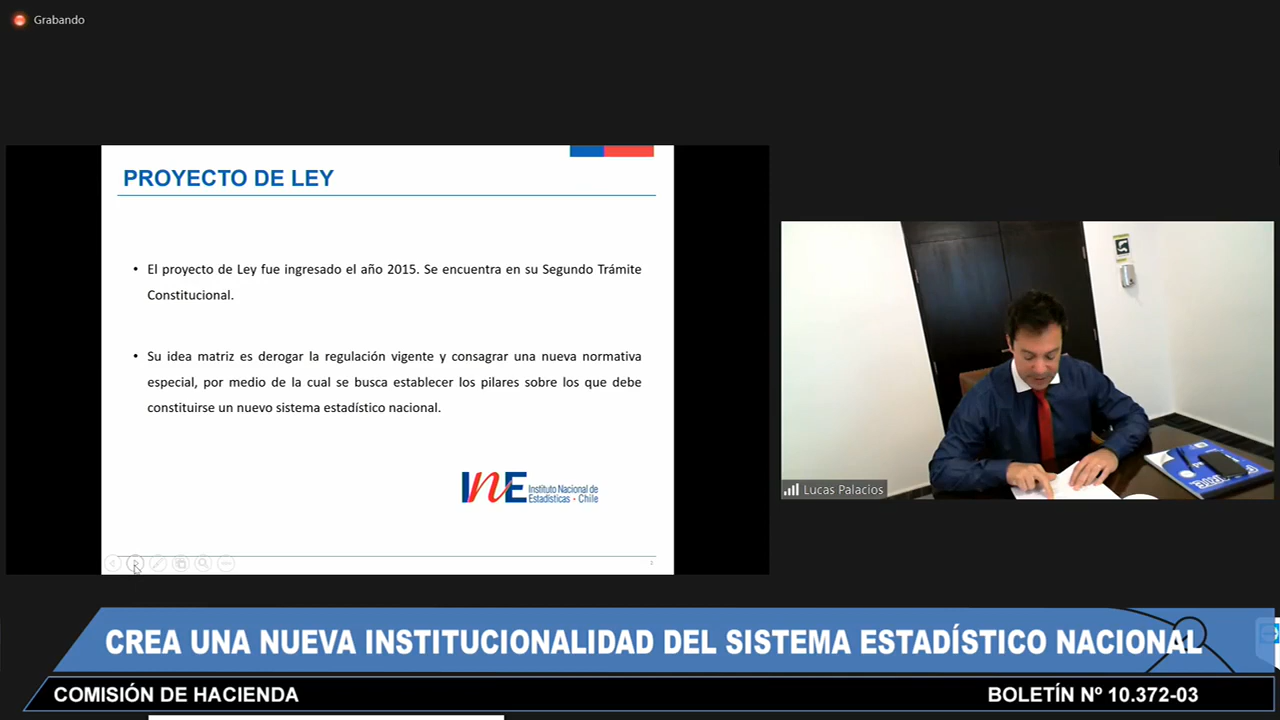 Grabando
PROYECTO DE LEY
• El proyecto de Ley fue ingresado el año 2015. Se encuentra en su Segundo Trámite
Constitucional.
• Su idea matriz es derogar la regulación vigente y consagrar una nueva normativa
especial, por medio de la cual se busca establecer los pilares sobre los que debe
constituirse un nuevo sistema estadístico nacional.
INE Instituto Nacional de
Estadísticas • Chile
Lucas Palacios
CREA UNA NUEVA INSTITUCIONALIDAD DEL SISTEMA ESTADÍSTICO NACIONAL
COMISIÓN DE HACIENDA
BOLETÍN Nº 10.372-03